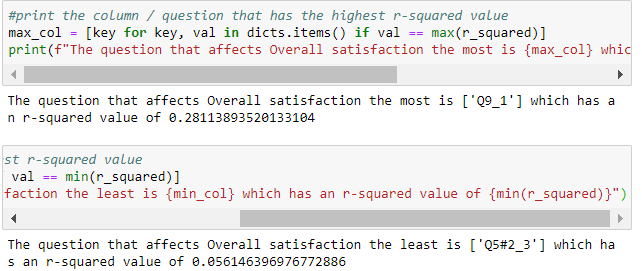 #print the column / question that has the highest r-squared value
max_col = [key for key, val in dicts.items() if val == max(r_squared)]
print(f"The question that affects Overall satisfaction the most is {max_col} whic
The question that affects Overall satisfaction the most is ['Q9_1'] which has a
n r-squared value of 0.28113893520133104
st r-squared value
val == min(r_squared)]
faction the least is {min_col} which has an r-squared value of {min(r_squared)}")
The question that affects Overall satisfaction the least is ['Q5#2_3'] which ha
s an r-squared value of 0.056146396976772886